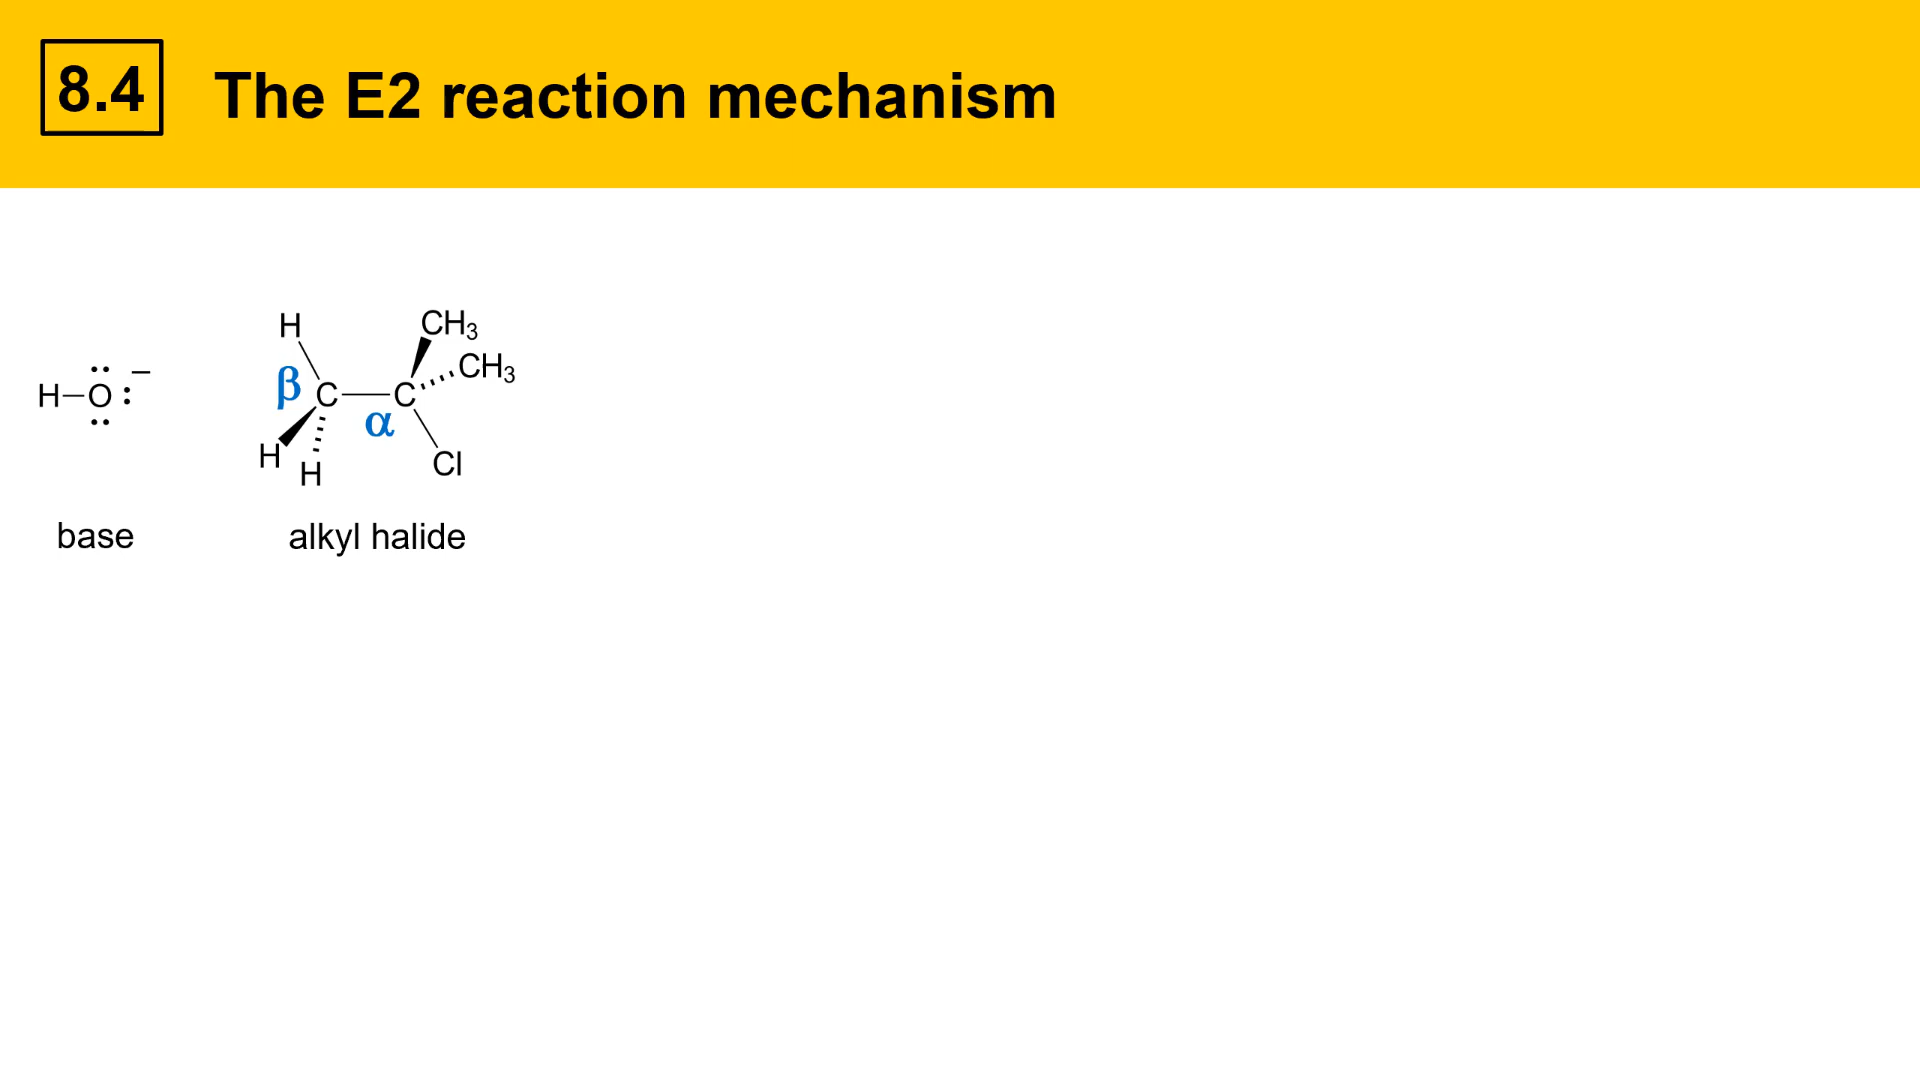 8.4 The E2 reaction mechanism
H CH₃
β CH₃
H–O:⁻ C C
α
H H Cl
base alkyl halide